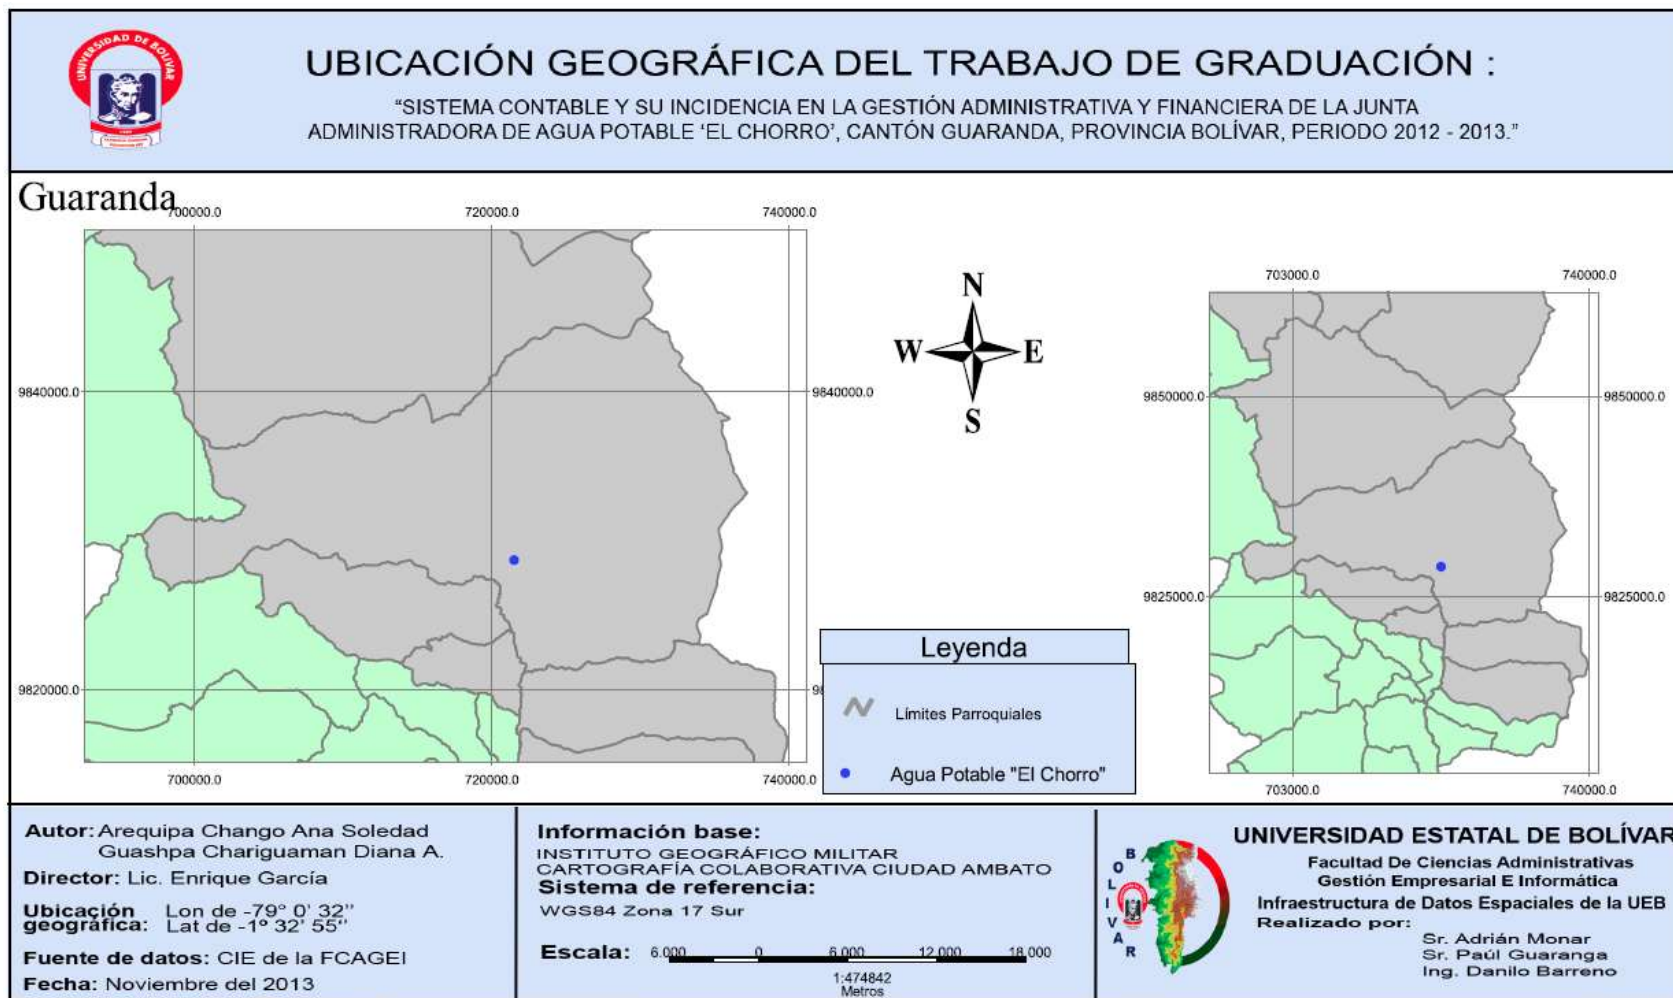 UNIVERSIDAD DE BOLIVAR
UBICACIÓN GEOGRÁFICA DEL TRABAJO DE GRADUACIÓN :
“SISTEMA CONTABLE Y SU INCIDENCIA EN LA GESTIÓN ADMINISTRATIVA Y FINANCIERA DE LA JUNTA
ADMINISTRADORA DE AGUA POTABLE ‘EL CHORRO’, CANTÓN GUARANDA, PROVINCIA BOLÍVAR, PERIODO 2012 - 2013.”
Guaranda
700000.0 720000.0 740000.0
9840000.0 9840000.0
9820000.0 98
700000.0 720000.0 740000.0
N
W E
S
703000.0 740000.0
9850000.0 9850000.0
9825000.0 9825000.0
703000.0 740000.0
Leyenda
Límites Parroquiales
Agua Potable "El Chorro"
Autor: Arequipa Chango Ana Soledad
Guashpa Chariguaman Diana A.
Director: Lic. Enrique García
Ubicación Lon de -79° 0' 32’’
geográfica: Lat de -1º 32' 55’’
Fuente de datos: CIE de la FCAGEI
Fecha: Noviembre del 2013
Información base:
INSTITUTO GEOGRÁFICO MILITAR
CARTOGRAFÍA COLABORATIVA CIUDAD AMBATO
Sistema de referencia:
WGS84 Zona 17 Sur
Escala: 6.000 0 6.000 12.000 18.000
1:474842
Metros
BOLIVAR
UNIVERSIDAD ESTATAL DE BOLÍVAR
Facultad De Ciencias Administrativas
Gestión Empresarial E Informática
Infraestructura de Datos Espaciales de la UEB
Realizado por:
Sr. Adrián Monar
Sr. Paúl Guaranga
Ing. Danilo Barreno